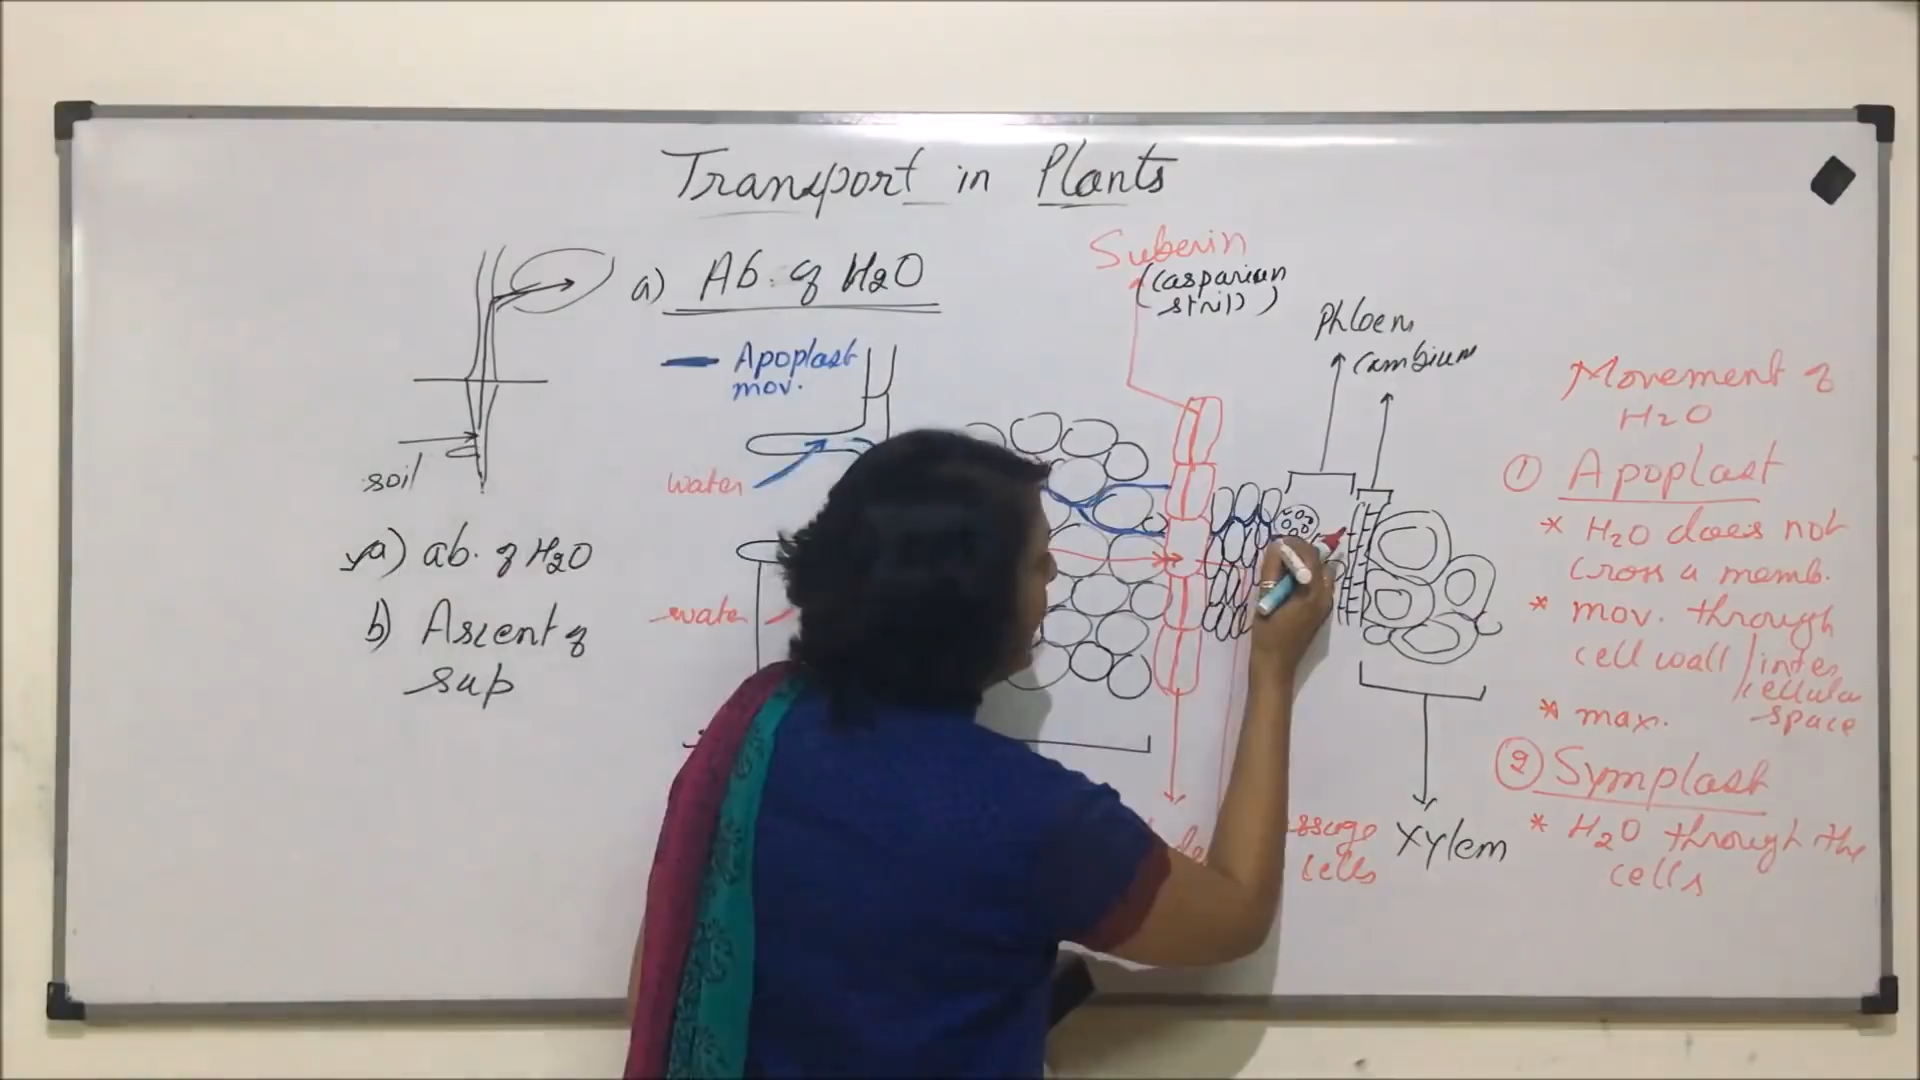 Transport in Plants
a) Ab. of H2O
Apoplast
mov.
water
water
soil
a) ab. of H2O
b) Ascent of
sap
Suberin
(casparian
strip)
Phloem
cambium
cells
Xylem
Movement of
H2O
1 Apoplast
* H2O does not
cross a memb.
* mov. through
cell wall / inter
cellular
space
* max.
2 Symplast
* H2O through the
cells